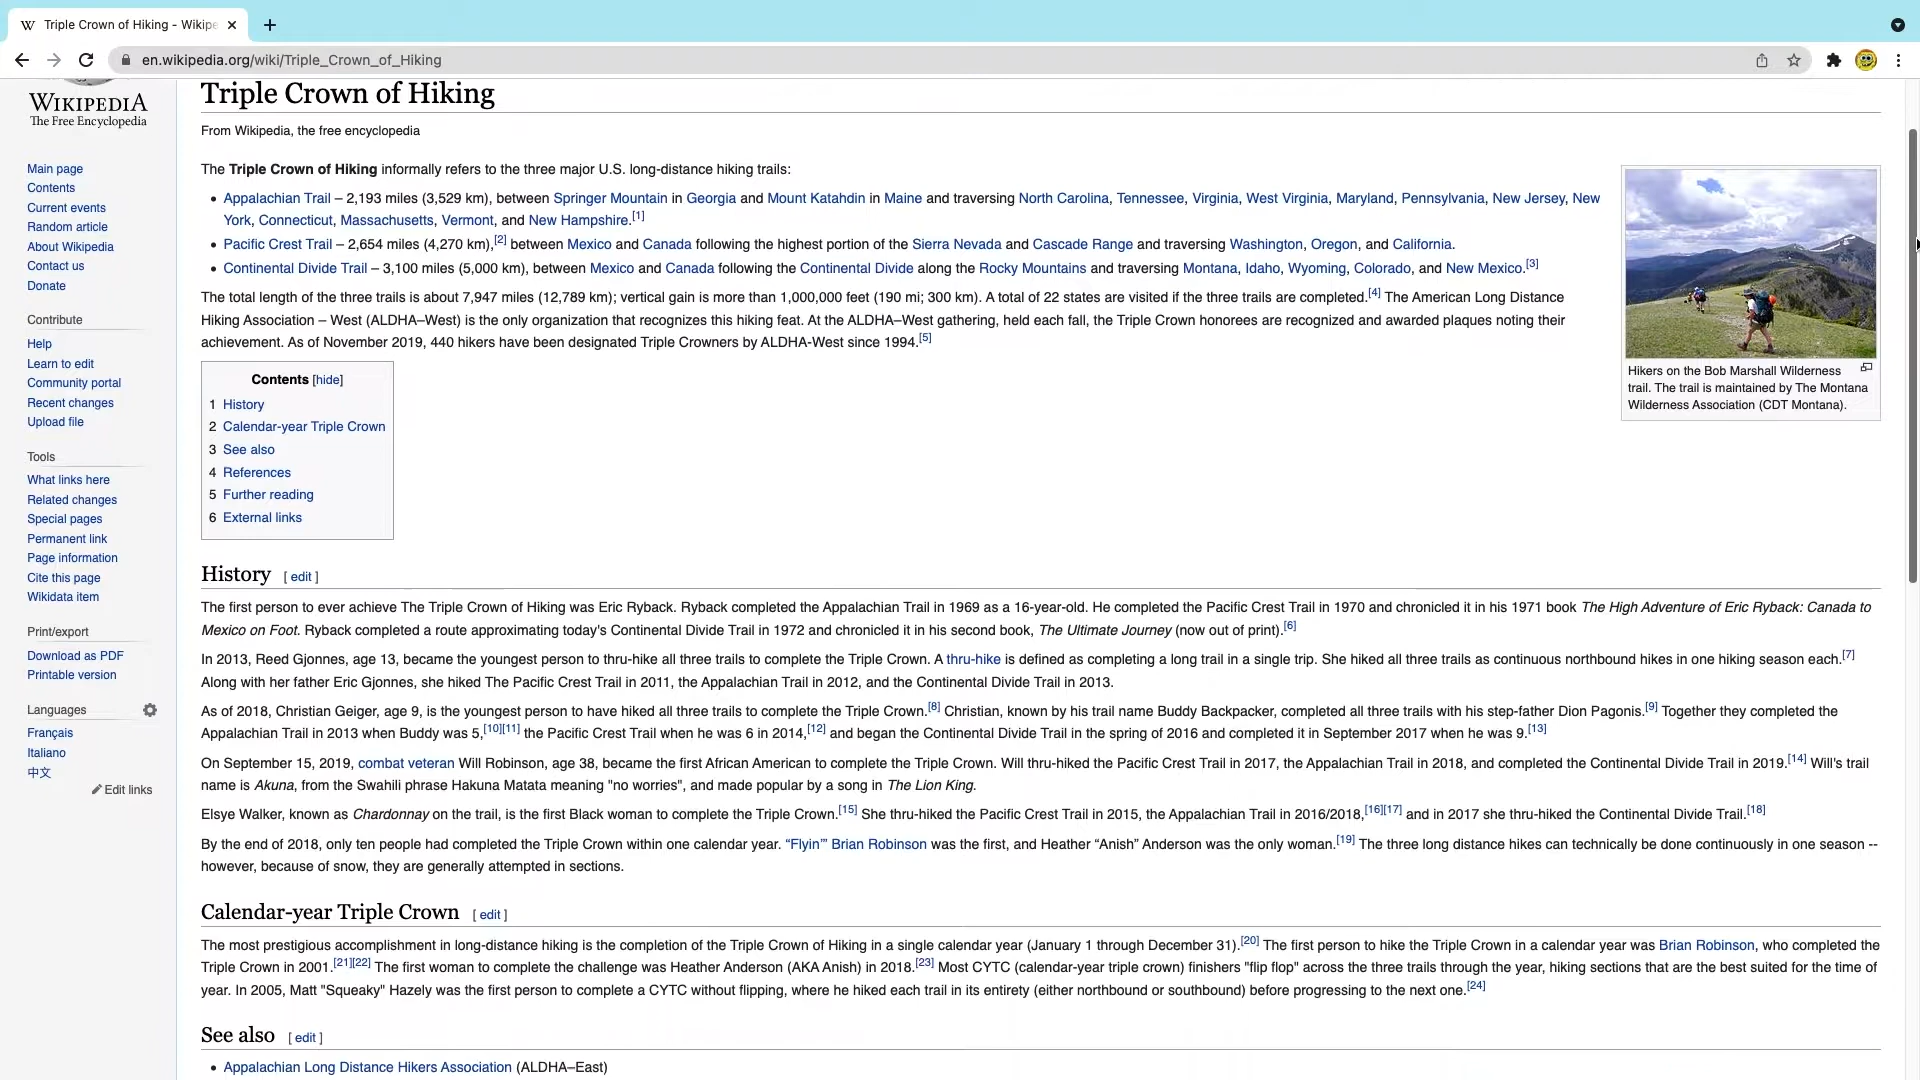 Triple Crown of Hiking - Wikipe
en.wikipedia.org/wiki/Triple_Crown_of_Hiking
WIKIPEDIA
The Free Encyclopedia
Main page
Contents
Current events
Random article
About Wikipedia
Contact us
Donate
Contribute
Help
Learn to edit
Community portal
Recent changes
Upload file
Tools
What links here
Related changes
Special pages
Permanent link
Page information
Cite this page
Wikidata item
Print/export
Download as PDF
Printable version
Languages
Français
Italiano
中文
Edit links
Triple Crown of Hiking
From Wikipedia, the free encyclopedia
The Triple Crown of Hiking informally refers to the three major U.S. long-distance hiking trails:
• Appalachian Trail – 2,193 miles (3,529 km), between Springer Mountain in Georgia and Mount Katahdin in Maine and traversing North Carolina, Tennessee, Virginia, West Virginia, Maryland, Pennsylvania, New Jersey, New
York, Connecticut, Massachusetts, Vermont, and New Hampshire.[1]
• Pacific Crest Trail – 2,654 miles (4,270 km),[2] between Mexico and Canada following the highest portion of the Sierra Nevada and Cascade Range and traversing Washington, Oregon, and California.
• Continental Divide Trail – 3,100 miles (5,000 km), between Mexico and Canada following the Continental Divide along the Rocky Mountains and traversing Montana, Idaho, Wyoming, Colorado, and New Mexico.[3]
The total length of the three trails is about 7,947 miles (12,789 km); vertical gain is more than 1,000,000 feet (190 mi; 300 km). A total of 22 states are visited if the three trails are completed.[4] The American Long Distance
Hiking Association – West (ALDHA–West) is the only organization that recognizes this hiking feat. At the ALDHA–West gathering, held each fall, the Triple Crown honorees are recognized and awarded plaques noting their
achievement. As of November 2019, 440 hikers have been designated Triple Crowners by ALDHA-West since 1994.[5]
Hikers on the Bob Marshall Wilderness
trail. The trail is maintained by The Montana
Wilderness Association (CDT Montana).
Contents [hide]
1 History
2 Calendar-year Triple Crown
3 See also
4 References
5 Further reading
6 External links
History [ edit ]
The first person to ever achieve The Triple Crown of Hiking was Eric Ryback. Ryback completed the Appalachian Trail in 1969 as a 16-year-old. He completed the Pacific Crest Trail in 1970 and chronicled it in his 1971 book The High Adventure of Eric Ryback: Canada to
Mexico on Foot. Ryback completed a route approximating today's Continental Divide Trail in 1972 and chronicled it in his second book, The Ultimate Journey (now out of print).[6]
In 2013, Reed Gjonnes, age 13, became the youngest person to thru-hike all three trails to complete the Triple Crown. A thru-hike is defined as completing a long trail in a single trip. She hiked all three trails as continuous northbound hikes in one hiking season each.[7]
Along with her father Eric Gjonnes, she hiked The Pacific Crest Trail in 2011, the Appalachian Trail in 2012, and the Continental Divide Trail in 2013.
As of 2018, Christian Geiger, age 9, is the youngest person to have hiked all three trails to complete the Triple Crown.[8] Christian, known by his trail name Buddy Backpacker, completed all three trails with his step-father Dion Pagonis.[9] Together they completed the
Appalachian Trail in 2013 when Buddy was 5,[10][11] the Pacific Crest Trail when he was 6 in 2014,[12] and began the Continental Divide Trail in the spring of 2016 and completed it in September 2017 when he was 9.[13]
On September 15, 2019, combat veteran Will Robinson, age 38, became the first African American to complete the Triple Crown. Will thru-hiked the Pacific Crest Trail in 2017, the Appalachian Trail in 2018, and completed the Continental Divide Trail in 2019.[14] Will's trail
name is Akuna, from the Swahili phrase Hakuna Matata meaning "no worries", and made popular by a song in The Lion King.
Elsye Walker, known as Chardonnay on the trail, is the first Black woman to complete the Triple Crown.[15] She thru-hiked the Pacific Crest Trail in 2015, the Appalachian Trail in 2016/2018,[16][17] and in 2017 she thru-hiked the Continental Divide Trail.[18]
By the end of 2018, only ten people had completed the Triple Crown within one calendar year. “Flyin’” Brian Robinson was the first, and Heather “Anish” Anderson was the only woman.[19] The three long distance hikes can technically be done continuously in one season --
however, because of snow, they are generally attempted in sections.
Calendar-year Triple Crown [ edit ]
The most prestigious accomplishment in long-distance hiking is the completion of the Triple Crown of Hiking in a single calendar year (January 1 through December 31).[20] The first person to hike the Triple Crown in a calendar year was Brian Robinson, who completed the
Triple Crown in 2001.[21][22] The first woman to complete the challenge was Heather Anderson (AKA Anish) in 2018.[23] Most CYTC (calendar-year triple crown) finishers "flip flop" across the three trails through the year, hiking sections that are the best suited for the time of
year. In 2005, Matt "Squeaky" Hazely was the first person to complete a CYTC without flipping, where he hiked each trail in its entirety (either northbound or southbound) before progressing to the next one.[24]
See also [ edit ]
• Appalachian Long Distance Hikers Association (ALDHA–East)